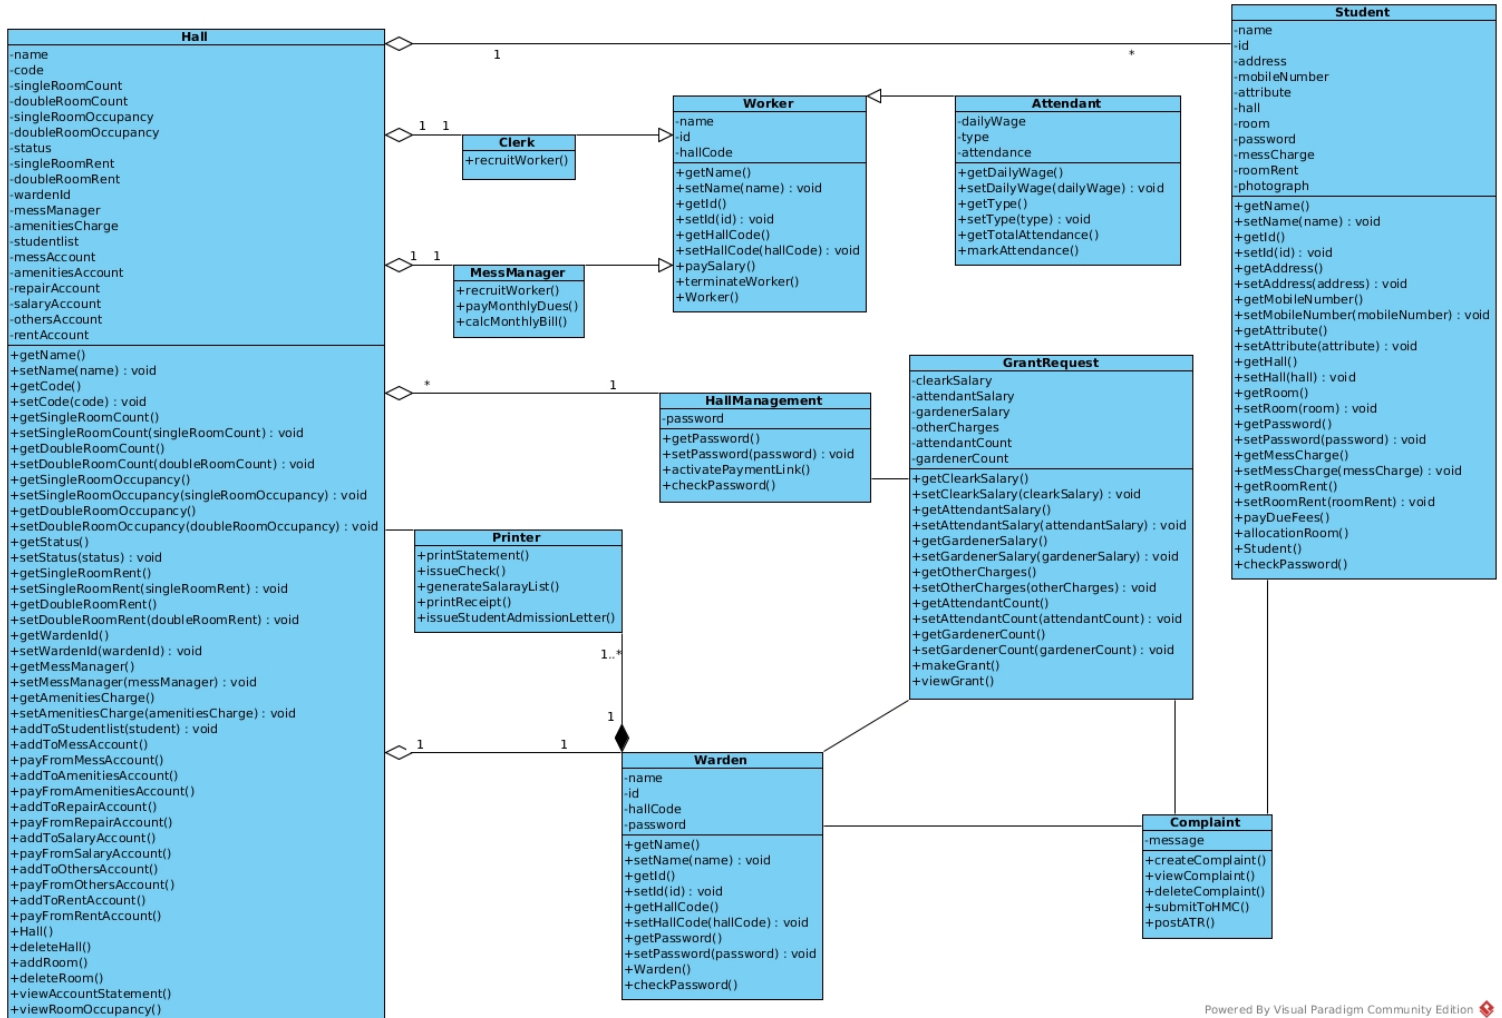 Hall
-name
-code
-singleRoomCount
-doubleRoomCount
-singleRoomOccupancy
-doubleRoomOccupancy
-status
-singleRoomRent
-doubleRoomRent
-wardenId
-messManager
-amenitiesCharge
-studentlist
-messAccount
-amenitiesAccount
-repairAccount
-salaryAccount
-othersAccount
-rentAccount
+getName()
+setName(name) : void
+getCode()
+setCode(code) : void
+getSingleRoomCount()
+setSingleRoomCount(singleRoomCount) : void
+getDoubleRoomCount()
+setDoubleRoomCount(doubleRoomCount) : void
+getSingleRoomOccupancy()
+setSingleRoomOccupancy(singleRoomOccupancy) : void
+getDoubleRoomOccupancy()
+setDoubleRoomOccupancy(doubleRoomOccupancy) : void
+getStatus()
+setStatus(status) : void
+getSingleRoomRent()
+setSingleRoomRent(singleRoomRent) : void
+getDoubleRoomRent()
+setDoubleRoomRent(doubleRoomRent) : void
+getWardenId()
+setWardenId(wardenId) : void
+getMessManager()
+setMessManager(messManager) : void
+getAmenitiesCharge()
+setAmenitiesCharge(amenitiesCharge) : void
+addToStudentlist(student) : void
+addToMessAccount()
+payFromMessAccount()
+addToAmenitiesAccount()
+payFromAmenitiesAccount()
+addToRepairAccount()
+payFromRepairAccount()
+addToSalaryAccount()
+payFromSalaryAccount()
+addToOthersAccount()
+payFromOthersAccount()
+addToRentAccount()
+payFromRentAccount()
+Hall()
+deleteHall()
+addRoom()
+deleteRoom()
+viewAccountStatement()
+viewRoomOccupancy()
1
*
1 1
Clerk
+recruitWorker()
1 1
MessManager
+recruitWorker()
+payMonthlyDues()
+calcMonthlyBill()
Worker
-name
-id
-hallCode
+getName()
+setName(name) : void
+getId()
+setId(id) : void
+getHallCode()
+setHallCode(hallCode) : void
+paySalary()
+terminateWorker()
+Worker()
Attendant
-dailyWage
-type
-attendance
+getDailyWage()
+setDailyWage(dailyWage) : void
+getType()
+setType(type) : void
+getTotalAttendance()
+markAttendance()
Student
-name
-id
-address
-mobileNumber
-attribute
-hall
-room
-password
-messCharge
-roomRent
-photograph
+getName()
+setName(name) : void
+getId()
+setId(id) : void
+getAddress()
+setAddress(address) : void
+getMobileNumber()
+setMobileNumber(mobileNumber) : void
+getAttribute()
+setAttribute(attribute) : void
+getHall()
+setHall(hall) : void
+getRoom()
+setRoom(room) : void
+getPassword()
+setPassword(password) : void
+getMessCharge()
+setMessCharge(messCharge) : void
+getRoomRent()
+setRoomRent(roomRent) : void
+payDueFees()
+allocationRoom()
+Student()
+checkPassword()
*
1
HallManagement
-password
+getPassword()
+setPassword(password) : void
+activatePaymentLink()
+checkPassword()
GrantRequest
-clearkSalary
-attendantSalary
-gardenerSalary
-otherCharges
-attendantCount
-gardenerCount
+getClearkSalary()
+setClearkSalary(clearkSalary) : void
+getAttendantSalary()
+setAttendantSalary(attendantSalary) : void
+getGardenerSalary()
+setGardenerSalary(gardenerSalary) : void
+getOtherCharges()
+setOtherCharges(otherCharges) : void
+getAttendantCount()
+setAttendantCount(attendantCount) : void
+getGardenerCount()
+setGardenerCount(gardenerCount) : void
+makeGrant()
+viewGrant()
Printer
+printStatement()
+issueCheck()
+generateSalarayList()
+printReceipt()
+issueStudentAdmissionLetter()
1..*
1
1
1
Warden
-name
-id
-hallCode
-password
+getName()
+setName(name) : void
+getId()
+setId(id) : void
+getHallCode()
+setHallCode(hallCode) : void
+getPassword()
+setPassword(password) : void
+Warden()
+checkPassword()
Complaint
-message
+createComplaint()
+viewComplaint()
+deleteComplaint()
+submitToHMC()
+postATR()
Powered By Visual Paradigm Community Edition